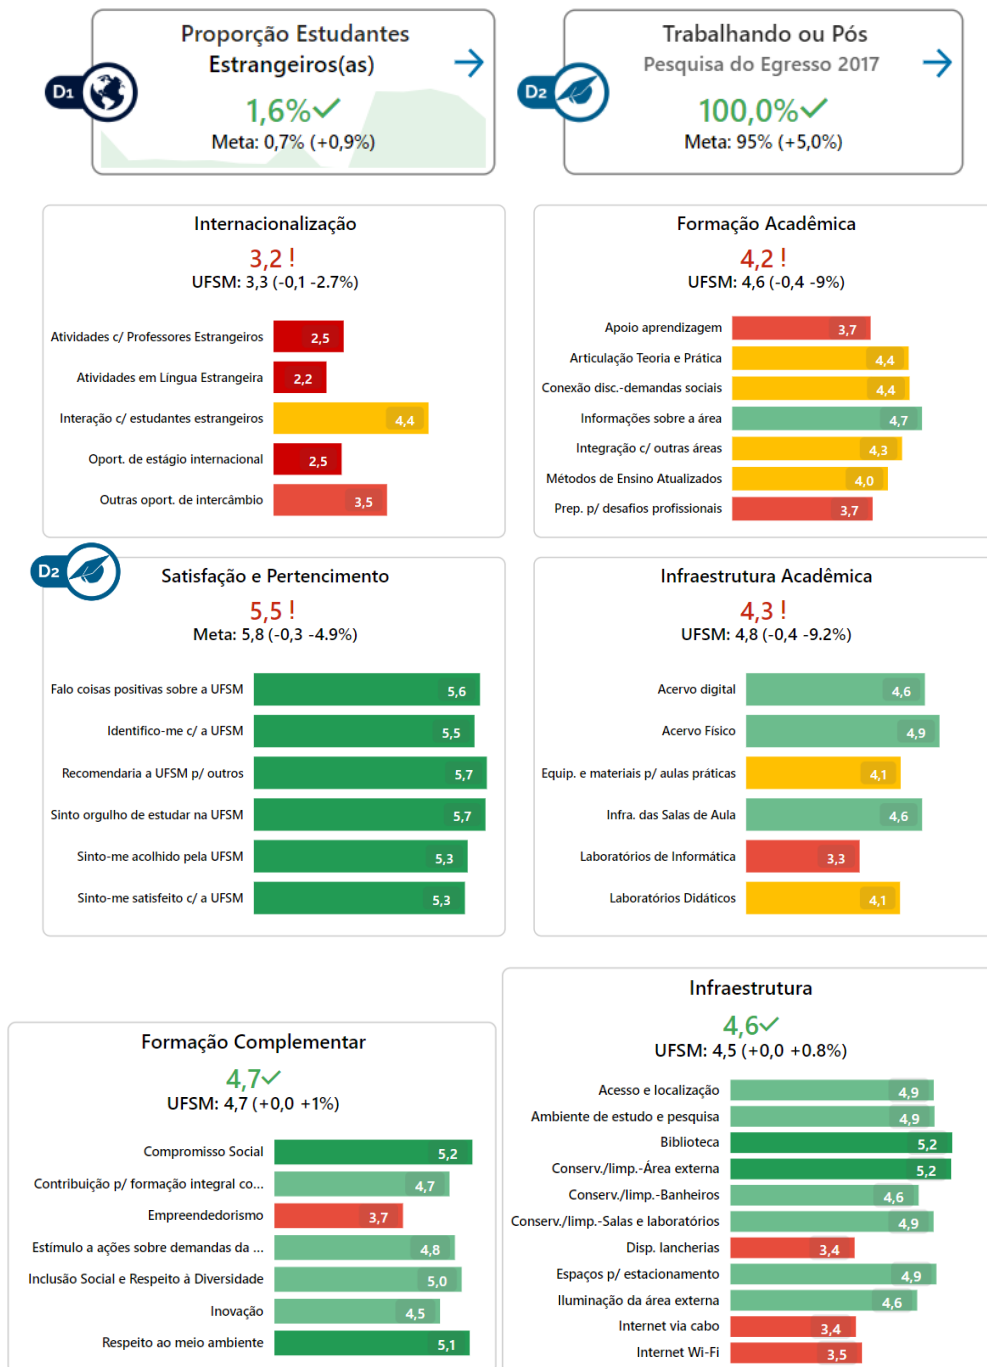 Proporção Estudantes
Estrangeiros(as)
D1
1,6%
Meta: 0,7% (+0,9%)
Trabalhando ou Pós
Pesquisa do Egresso 2017
D2
100,0%
Meta: 95% (+5,0%)
Internacionalização
3,2 !
UFSM: 3,3 (-0,1 -2.7%)
Atividades c/ Professores Estrangeiros 2,5
Atividades em Língua Estrangeira 2,2
Interação c/ estudantes estrangeiros 4,4
Oport. de estágio internacional 2,5
Outras oport. de intercâmbio 3,5
Formação Acadêmica
4,2 !
UFSM: 4,6 (-0,4 -9%)
Apoio aprendizagem 3,7
Articulação Teoria e Prática 4,4
Conexão disc.-demandas sociais 4,4
Informações sobre a área 4,7
Integração c/ outras áreas 4,3
Métodos de Ensino Atualizados 4,0
Prep. p/ desafios profissionais 3,7
D2
Satisfação e Pertencimento
5,5 !
Meta: 5,8 (-0,3 -4.9%)
Falo coisas positivas sobre a UFSM 5,6
Identifico-me c/ a UFSM 5,5
Recomendaria a UFSM p/ outros 5,7
Sinto orgulho de estudar na UFSM 5,7
Sinto-me acolhido pela UFSM 5,3
Sinto-me satisfeito c/ a UFSM 5,3
Infraestrutura Acadêmica
4,3 !
UFSM: 4,8 (-0,4 -9.2%)
Acervo digital 4,6
Acervo Físico 4,9
Equip. e materiais p/ aulas práticas 4,1
Infra. das Salas de Aula 4,6
Laboratórios de Informática 3,3
Laboratórios Didáticos 4,1
Formação Complementar
4,7
UFSM: 4,7 (+0,0 +1%)
Compromisso Social 5,2
Contribuição p/ formação integral co... 4,7
Empreendedorismo 3,7
Estímulo a ações sobre demandas da ... 4,8
Inclusão Social e Respeito à Diversidade 5,0
Inovação 4,5
Respeito ao meio ambiente 5,1
Infraestrutura
4,6
UFSM: 4,5 (+0,0 +0.8%)
Acesso e localização 4,9
Ambiente de estudo e pesquisa 4,9
Biblioteca 5,2
Conserv./limp.-Área externa 5,2
Conserv./limp.-Banheiros 4,6
Conserv./limp.-Salas e laboratórios 4,9
Disp. lancherias 3,4
Espaços p/ estacionamento 4,9
Iluminação da área externa 4,6
Internet via cabo 3,4
Internet Wi-Fi 3,5